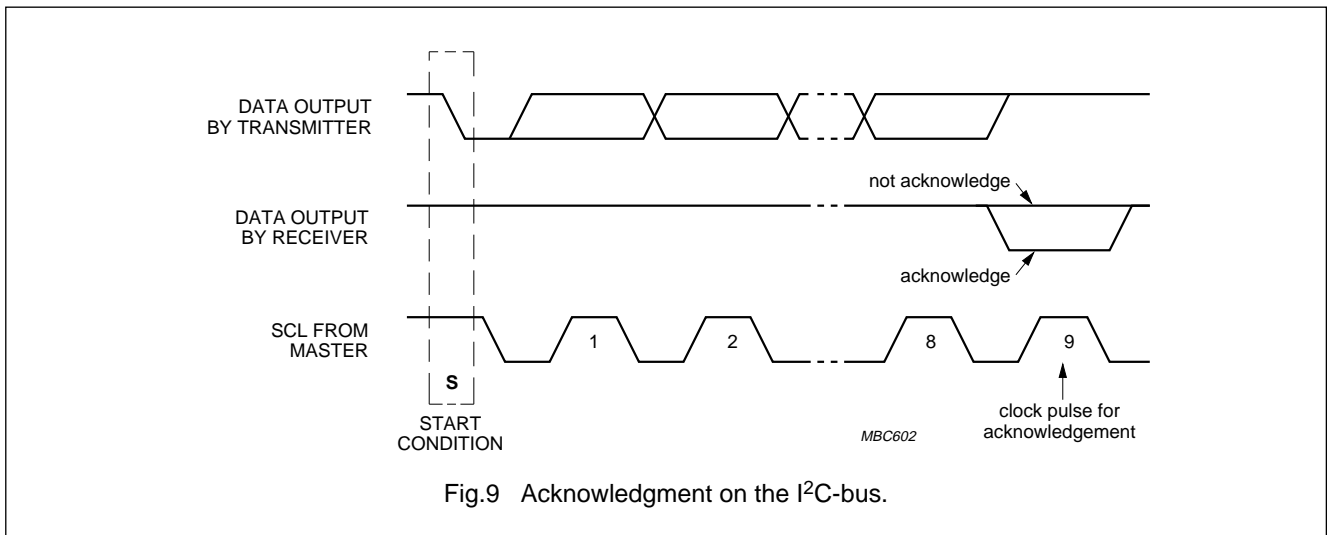 DATA OUTPUT
BY TRANSMITTER
not acknowledge
DATA OUTPUT
BY RECEIVER
acknowledge
SCL FROM
MASTER
1
2
8
9
S
START
CONDITION
clock pulse for
acknowledgement
MBC602
Fig.9 Acknowledgment on the I²C-bus.